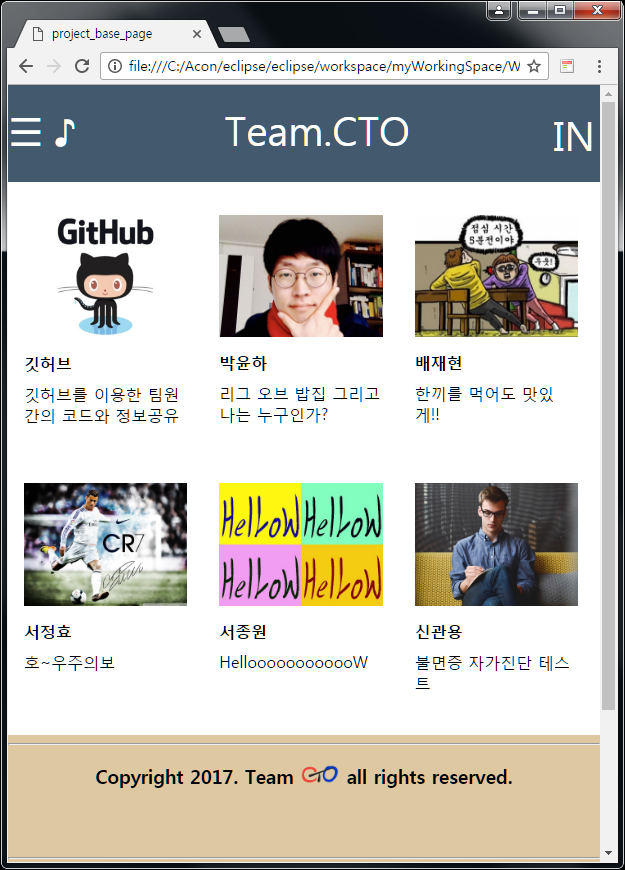 project_base_page
file:///C:/Acon/eclipse/eclipse/workspace/myWorkingSpace/W
☰ ♪ Team.CTO IN
GitHub
점심 시간
5분전이야
우웃!
깃허브
깃허브를 이용한 팀원
간의 코드와 정보공유
박윤하
리그 오브 밥집 그리고
나는 누구인가?
배재현
한끼를 먹어도 맛있
게!!
CR7
HeLLoW HeLLoW
HeLLoW HeLLoW
서정효
호~우주의보
서종원
HelloooooooooooW
신관용
불면증 자가진단 테스
트
Copyright 2017. Team CTO all rights reserved.